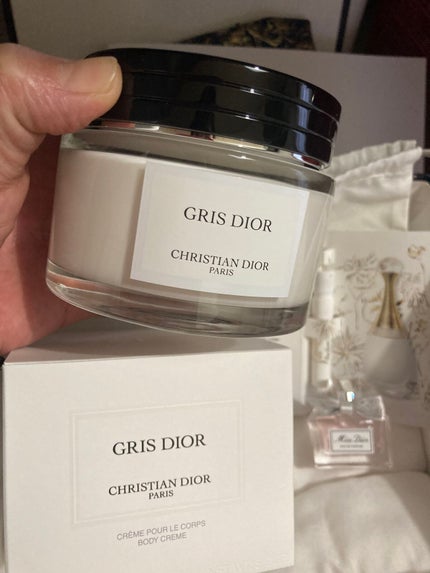 GRIS DIOR
CHRISTIAN DIOR
PARIS
GRIS DIOR
CHRISTIAN DIOR
PARIS
CRÈME POUR LE CORPS
BODY CREME
Miss Dior